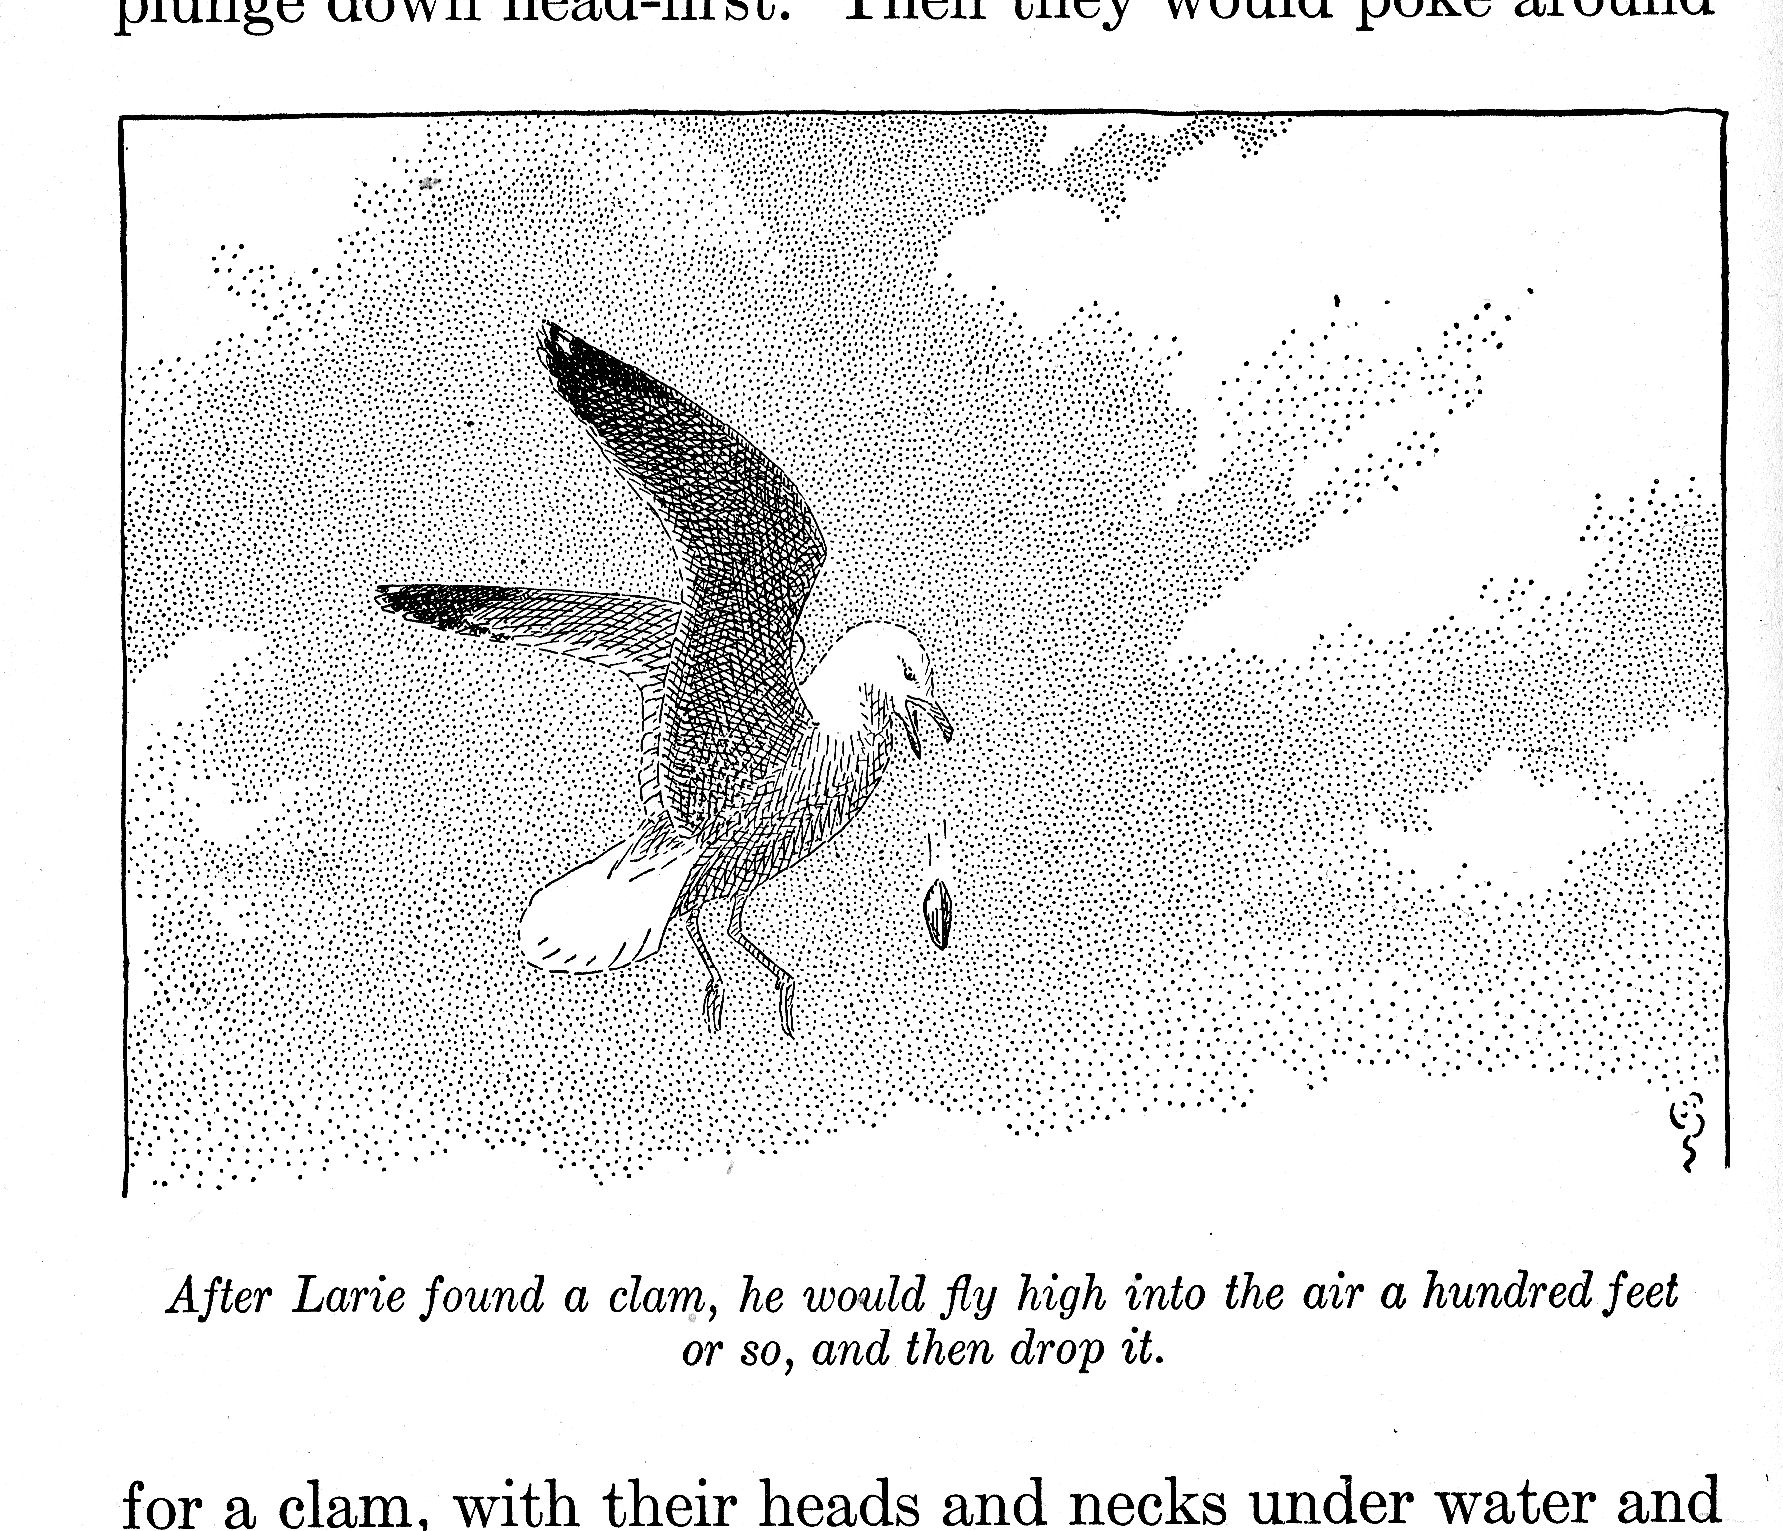 plunge down head-first. Then they would poke around
After Larie found a clam, he would fly high into the air a hundred feet
or so, and then drop it.
for a clam, with their heads and necks under water and